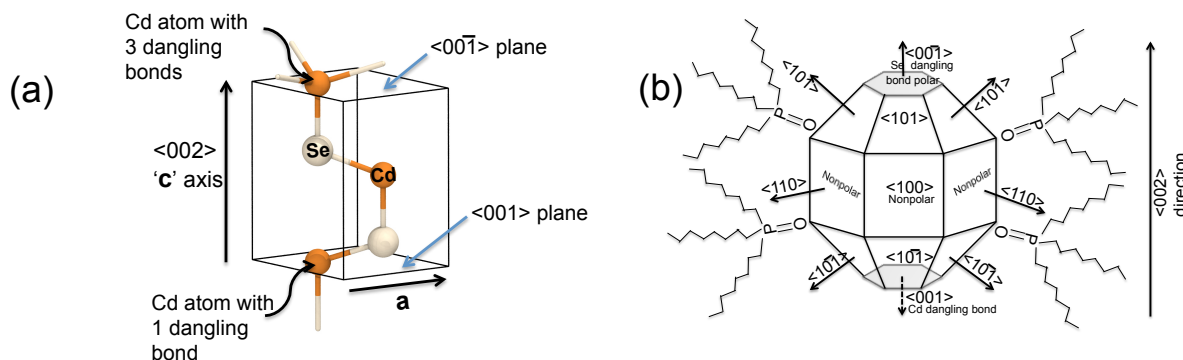 (a)
Cd atom with
3 dangling
bonds
<001̅> plane
<002>
'c' axis
Se
Cd
<001> plane
Cd atom with
1 dangling
bond
a
(b)
<001̅>
Se dangling
bond polar
<101>
<101>
<101>
P=O
O=P
Nonpolar
<100>
Nonpolar
Nonpolar
<110>
<110>
P=O
O=P
<101̅>
<101̅>
<101̅>
<001>
Cd dangling bond
<002>
direction